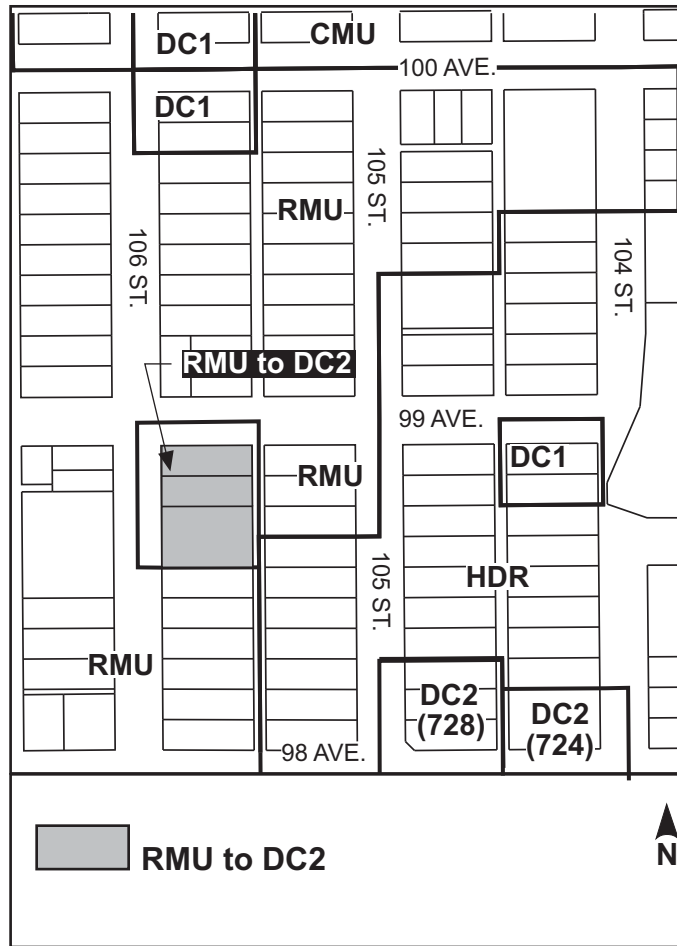 CMU
DC1
100 AVE.
DC1
105 ST.
RMU
106 ST.
104 ST.
RMU to DC2
99 AVE.
DC1
RMU
105 ST.
HDR
RMU
DC2
(728)
DC2
(724)
98 AVE.
RMU to DC2
N